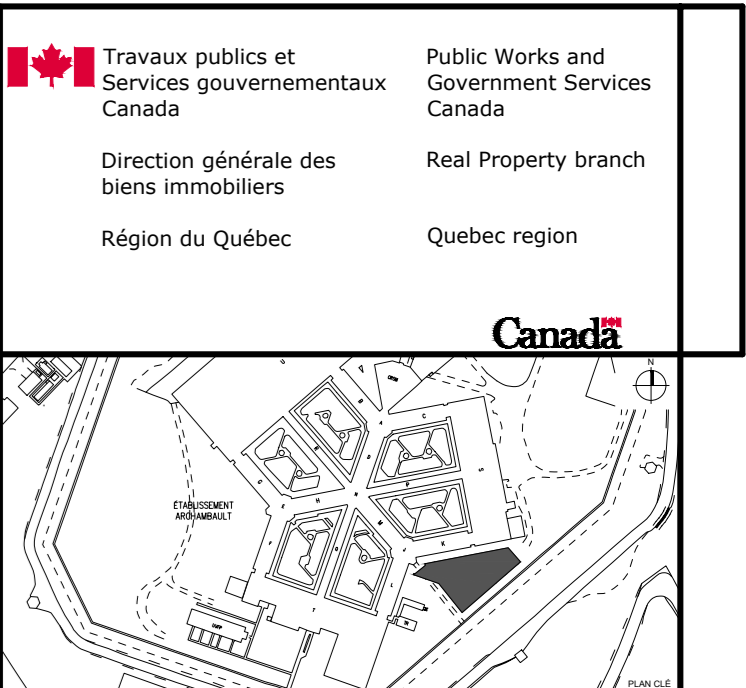 Travaux publics et
Services gouvernementaux
Canada
Direction générale des
biens immobiliers
Région du Québec
Public Works and
Government Services
Canada
Real Property branch
Quebec region
Canada
N
ÉTABLISSEMENT
ARCHAMBAULT
C
S
P
K
M
H
T
L
F
PLAN CLÉ